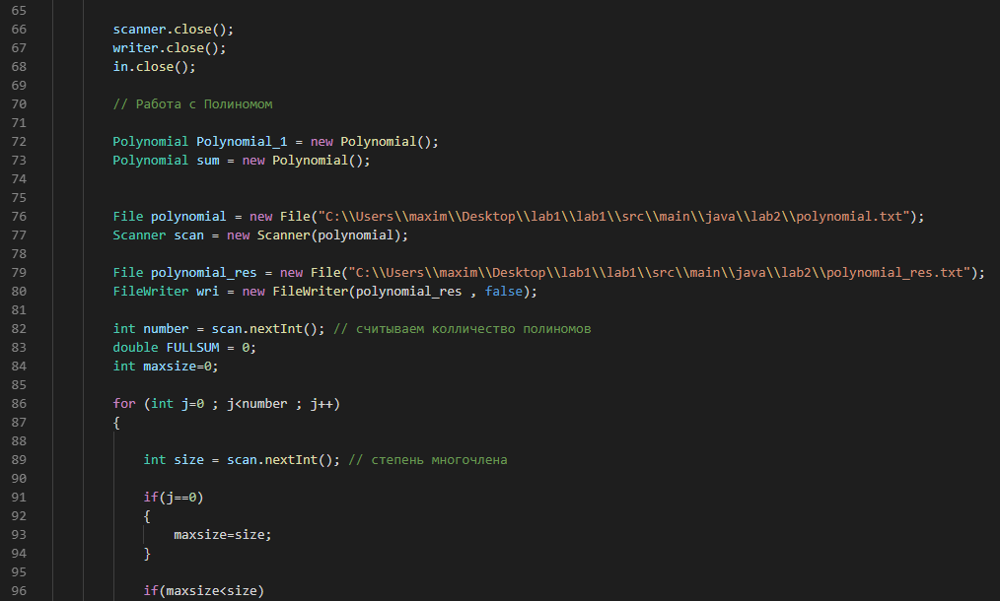 65
66 scanner.close();
67 writer.close();
68 in.close();
69
70 // Работа с Полиномом
71
72 Polynomial Polynomial_1 = new Polynomial();
73 Polynomial sum = new Polynomial();
74
75
76 File polynomial = new File("C:\\Users\\maxim\\Desktop\\lab1\\lab1\\src\\main\\java\\lab2\\polynomial.txt");
77 Scanner scan = new Scanner(polynomial);
78
79 File polynomial_res = new File("C:\\Users\\maxim\\Desktop\\lab1\\lab1\\src\\main\\java\\lab2\\polynomial_res.txt");
80 FileWriter wri = new FileWriter(polynomial_res , false);
81
82 int number = scan.nextInt(); // считываем колличество полиномов
83 double FULLSUM = 0;
84 int maxsize=0;
85
86 for (int j=0 ; j<number ; j++)
87 {
88
89 int size = scan.nextInt(); // степень многочлена
90
91 if(j==0)
92 {
93 maxsize=size;
94 }
95
96 if(maxsize<size)